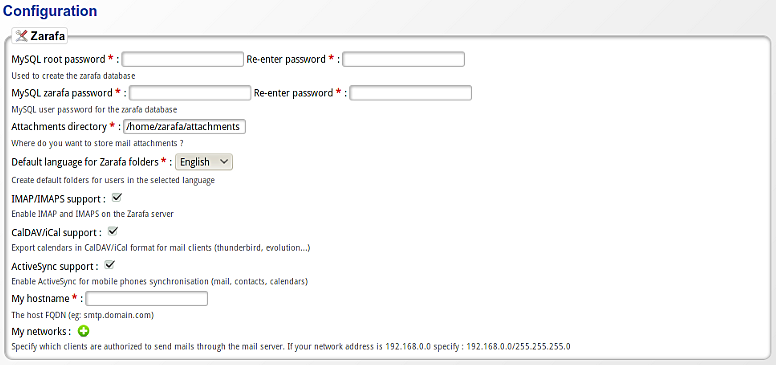 Configuration
Zarafa
MySQL root password * : Re-enter password * :
Used to create the zarafa database
MySQL zarafa password * : Re-enter password * :
MySQL user password for the zarafa database
Attachments directory * : /home/zarafa/attachments
Where do you want to store mail attachments ?
Default language for Zarafa folders * : English
Create default folders for users in the selected language
IMAP/IMAPS support :
Enable IMAP and IMAPS on the Zarafa server
CalDAV/iCal support :
Export calendars in CalDAV/iCal format for mail clients (thunderbird, evolution...)
ActiveSync support :
Enable ActiveSync for mobile phones synchronisation (mail, contacts, calendars)
My hostname * :
The host FQDN (eg: smtp.domain.com)
My networks :
Specify which clients are authorized to send mails through the mail server. If your network address is 192.168.0.0 specify : 192.168.0.0/255.255.255.0